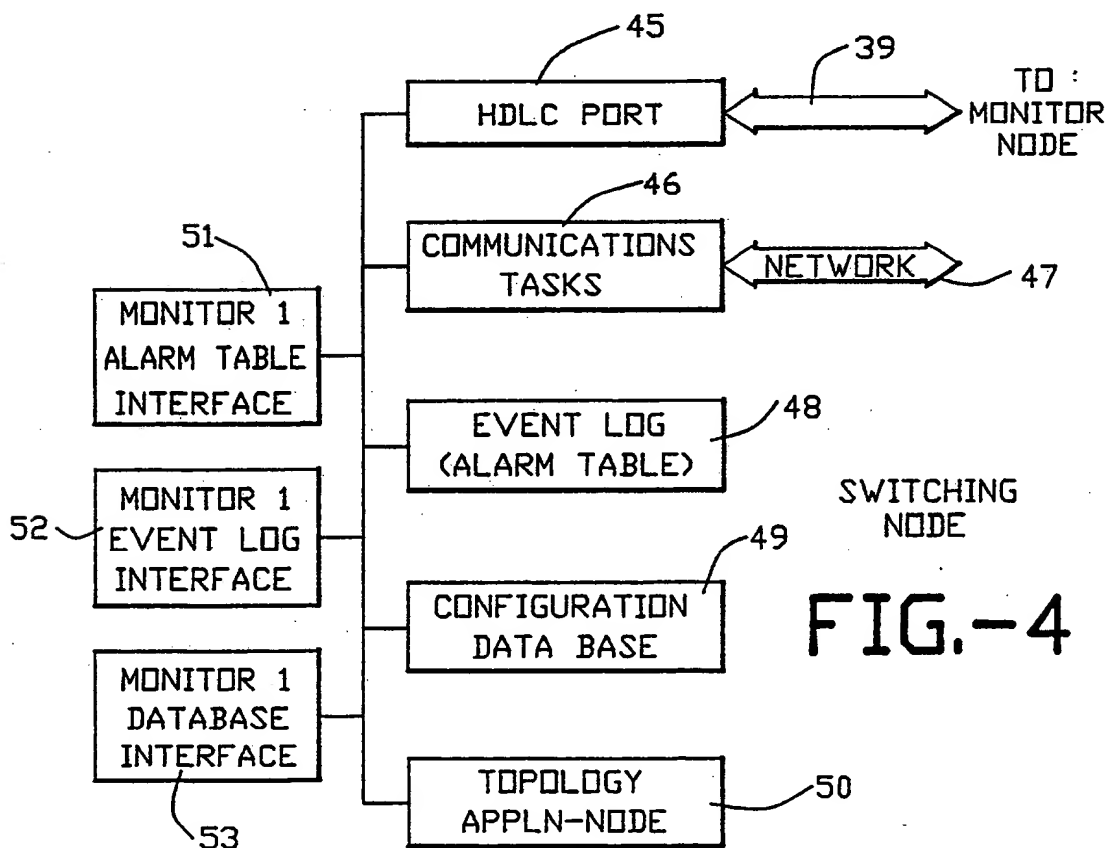 45
39
HDLC PORT
TO :
MONITOR
NODE
46
51
COMMUNICATIONS
TASKS
NETWORK
47
MONITOR 1
ALARM TABLE
INTERFACE
48
EVENT LOG
(ALARM TABLE)
SWITCHING
NODE
52
MONITOR 1
EVENT LOG
INTERFACE
49
CONFIGURATION
DATA BASE
FIG.-4
MONITOR 1
DATABASE
INTERFACE
53
TOPOLOGY
APPLN-NODE
50